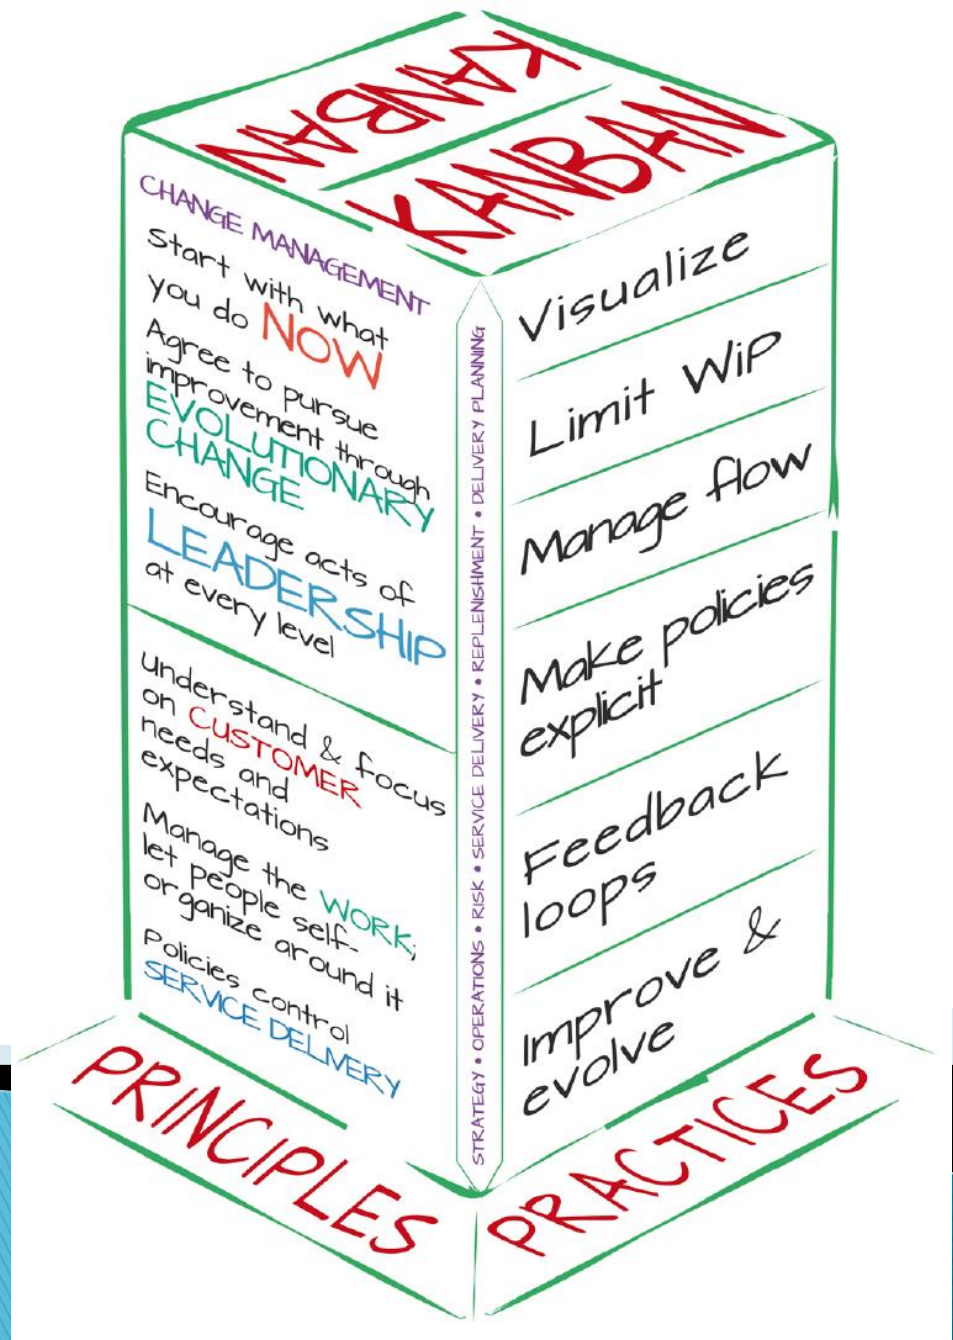 KANBAN
KANBAN
CHANGE MANAGEMENT
Start with what
you do NOW
Agree to pursue
improvement through
EVOLUTIONARY
CHANGE
Encourage acts of
LEADERSHIP
at every level
Understand & focus
on CUSTOMER
needs and
expectations
Manage the WORK;
let people self-
organize around it
Policies control
SERVICE DELIVERY
STRATEGY • OPERATIONS • RISK • SERVICE DELIVERY • REPLENISHMENT • DELIVERY PLANNING
Visualize
Limit WiP
Manage flow
Make policies
explicit
Feedback
loops
Improve &
evolve
PRINCIPLES
PRACTICES